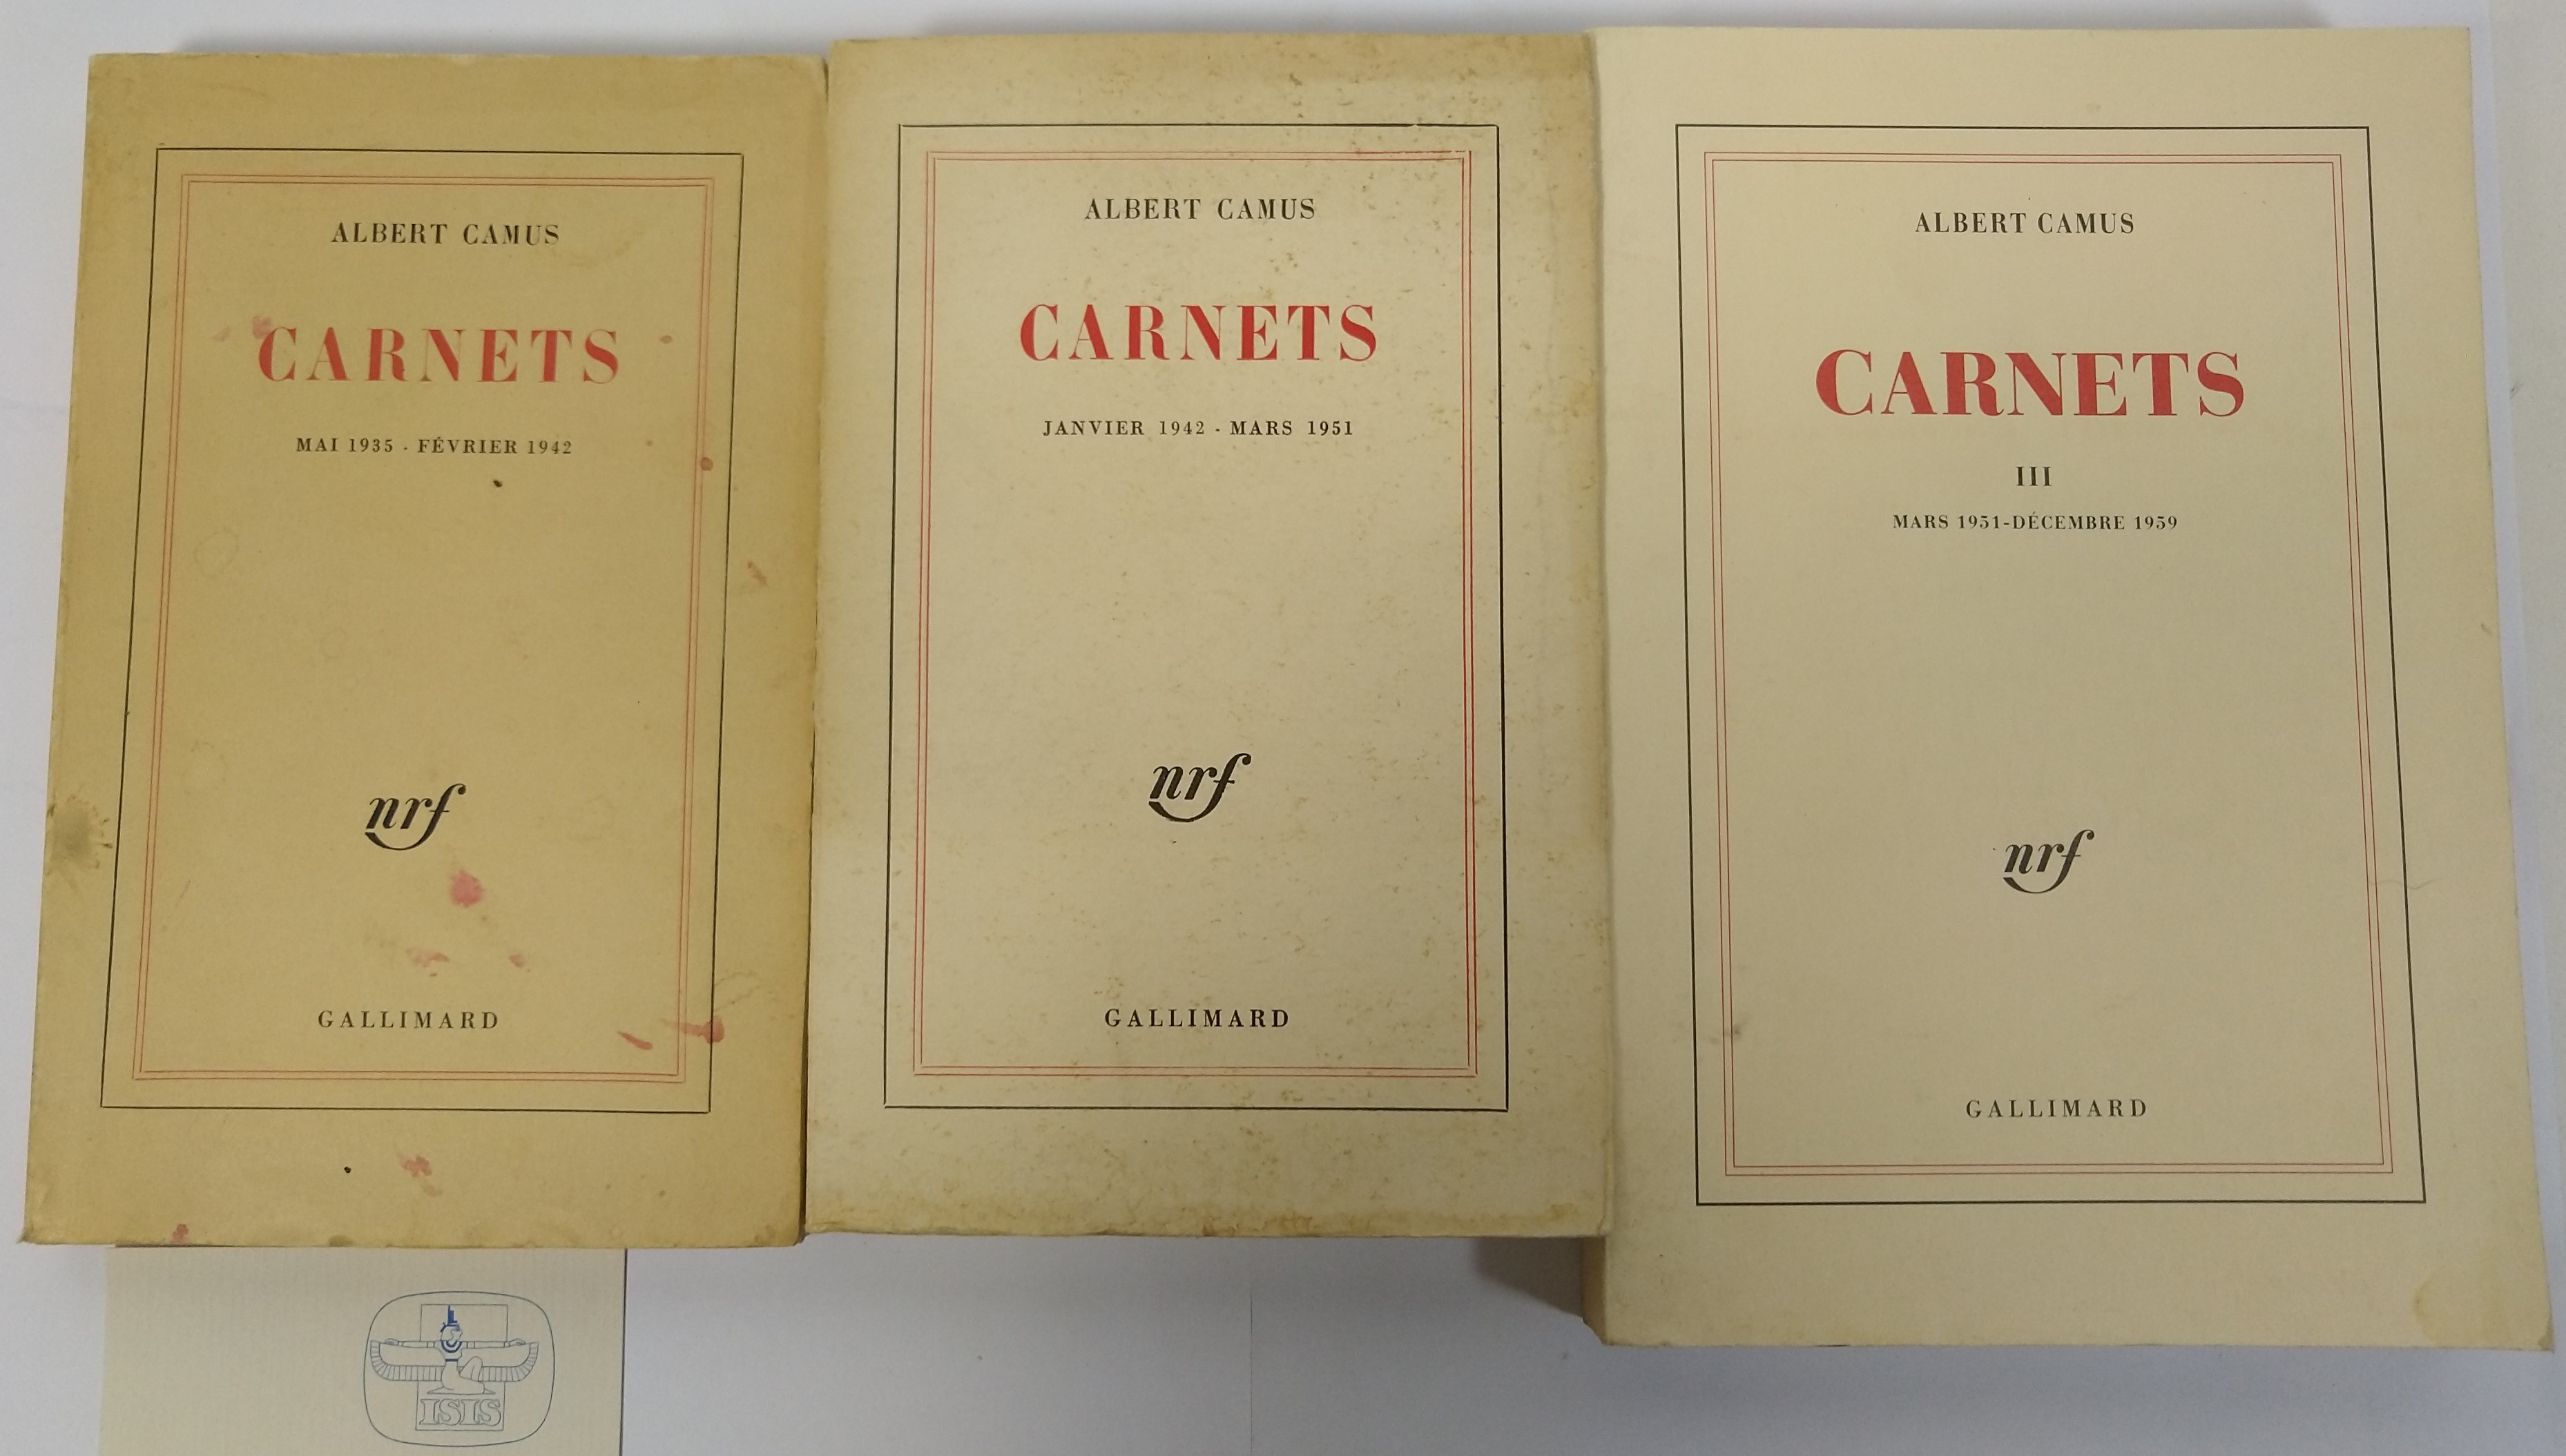 ALBERT CAMUS
CARNETS
MAI 1935 . FÉVRIER 1942
nrf
GALLIMARD
ISIS
ALBERT CAMUS
CARNETS
JANVIER 1942 - MARS 1951
nrf
GALLIMARD
ALBERT CAMUS
CARNETS
III
MARS 1951-DÉCEMBRE 1959
nrf
GALLIMARD